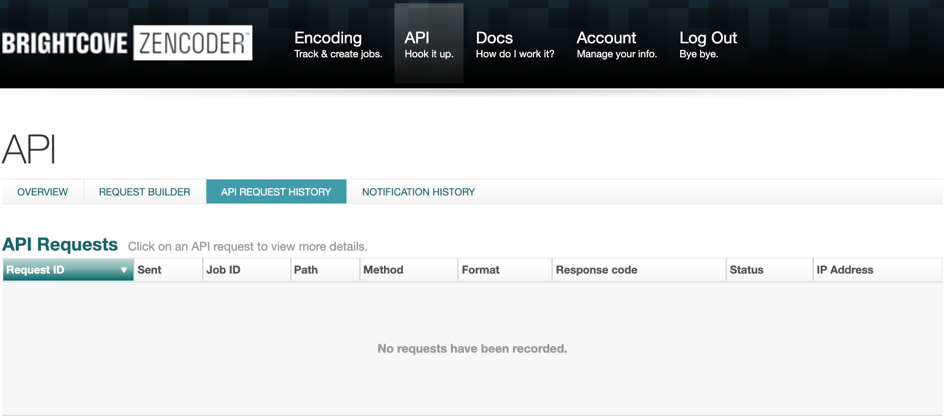 BRIGHTCOVE ZENCODER™
Encoding API Docs Account Log Out
Track & create jobs. Hook it up. How do I work it? Manage your info. Bye bye.
API
OVERVIEW REQUEST BUILDER API REQUEST HISTORY NOTIFICATION HISTORY
API Requests Click on an API request to view more details.
Request ID ▼ Sent Job ID Path Method Format Response code Status IP Address
No requests have been recorded.